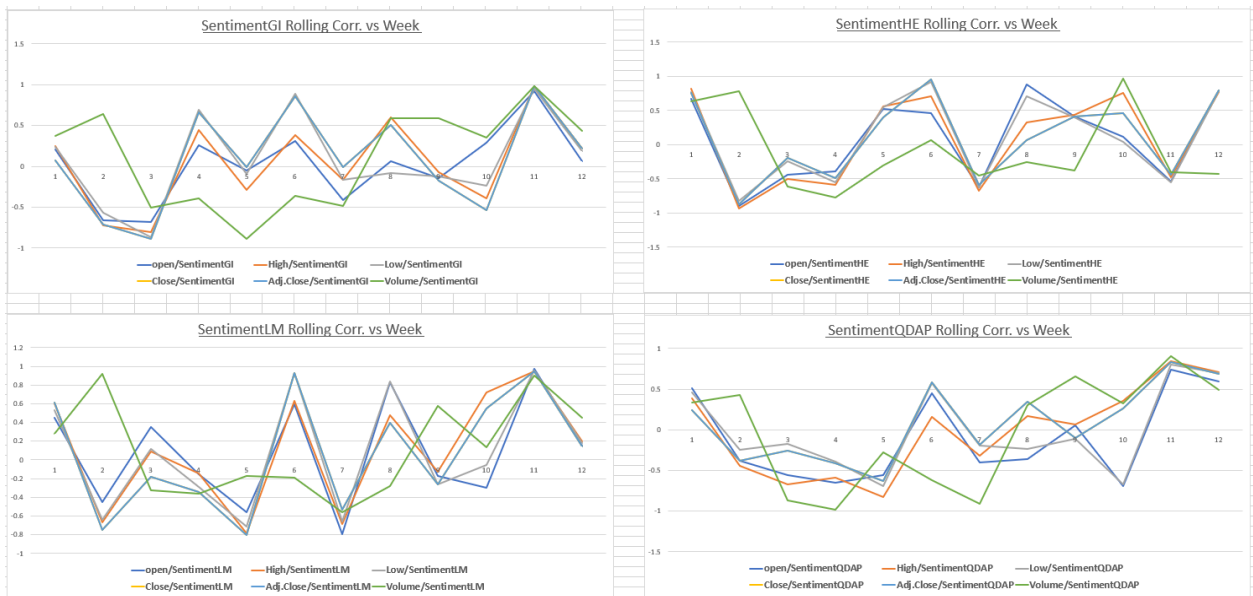 SentimentGI Rolling Corr. vs Week
1.5
1
0.5
0
-0.5
-1
1 2 3 4 5 6 7 8 9 10 11 12
open/SentimentGI High/SentimentGI Low/SentimentGI
Close/SentimentGI Adj.Close/SentimentGI Volume/SentimentGI
SentimentHE Rolling Corr. vs Week
1.5
1
0.5
0
-0.5
-1
-1.5
1 2 3 4 5 6 7 8 9 10 11 12
open/SentimentHE High/SentimentHE Low/SentimentHE
Close/SentimentHE Adj.Close/SentimentHE Volume/SentimentHE
SentimentLM Rolling Corr. vs Week
1.2
1
0.8
0.6
0.4
0.2
0
-0.2
-0.4
-0.6
-0.8
-1
1 2 3 4 5 6 7 8 9 10 11 12
open/SentimentLM High/SentimentLM Low/SentimentLM
Close/SentimentLM Adj.Close/SentimentLM Volume/SentimentLM
SentimentQDAP Rolling Corr. vs Week
1
0.5
0
-0.5
-1
-1.5
1 2 3 4 5 6 7 8 9 10 11 12
open/SentimentQDAP High/SentimentQDAP Low/SentimentQDAP
Close/SentimentQDAP Adj.Close/SentimentQDAP Volume/SentimentQDAP